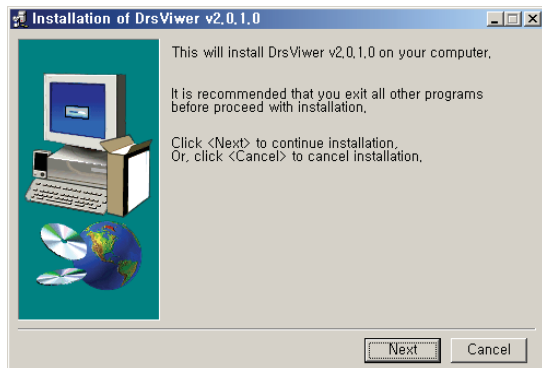 Installation of DrsViwer v2.0.1.0
This will install DrsViwer v2.0.1.0 on your computer.
It is recommended that you exit all other programs
before proceed with installation.
Click <Next> to continue installation.
Or, click <Cancel> to cancel installation.
Next
Cancel